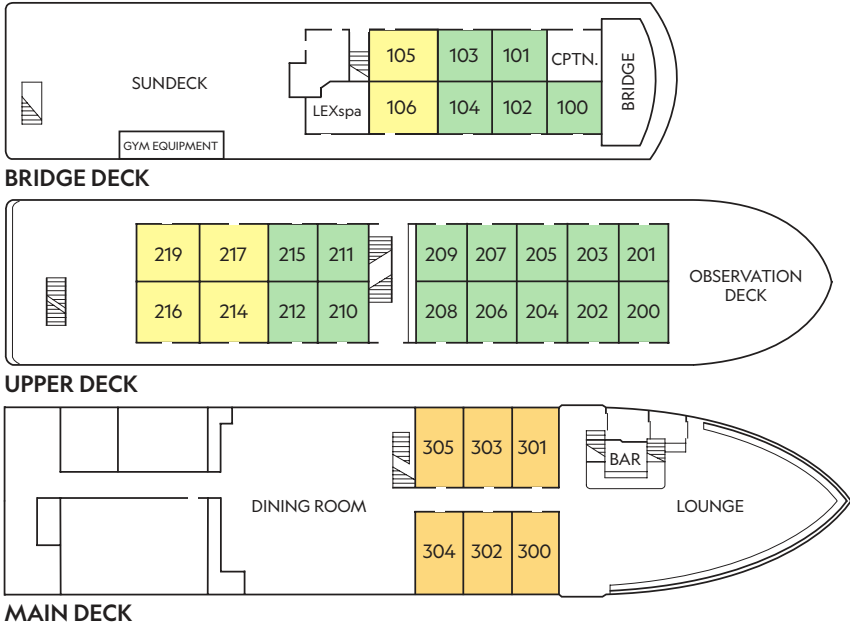 105 103 101 CPTN.
SUNDECK
BRIDGE
LEXspa 106 104 102 100
GYM EQUIPMENT
BRIDGE DECK
219 217 215 211 209 207 205 203 201
OBSERVATION
DECK
216 214 212 210 208 206 204 202 200
UPPER DECK
305 303 301
BAR
DINING ROOM
LOUNGE
304 302 300
MAIN DECK